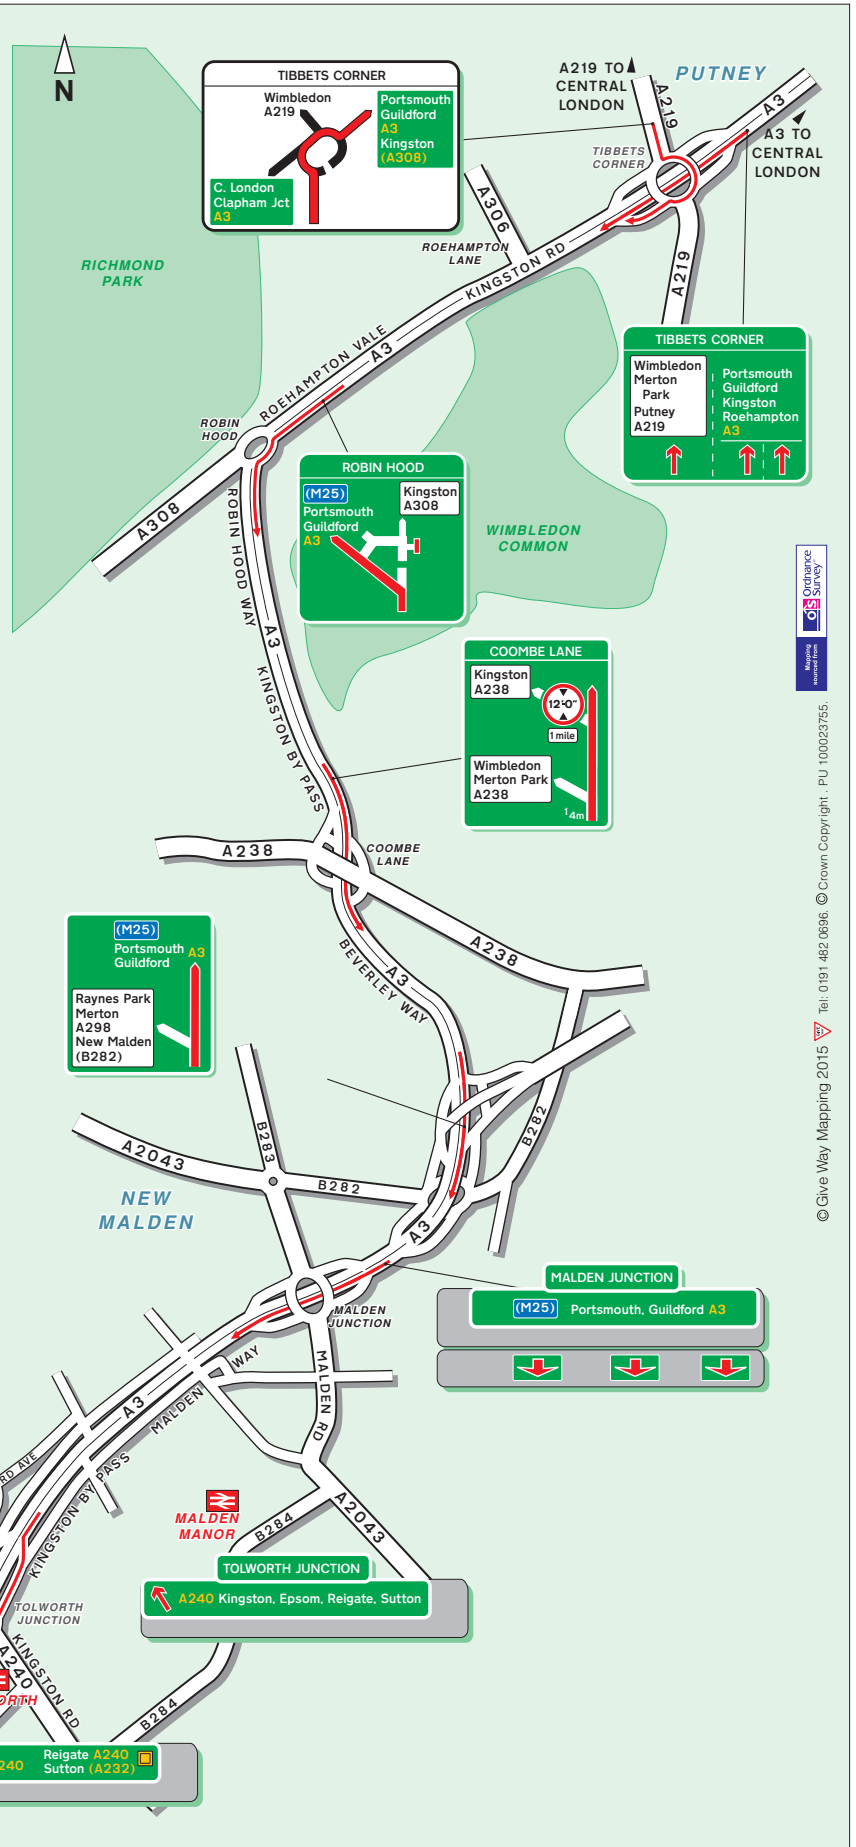 N
TIBBETS CORNER
Wimbledon
A219
Portsmouth
Guildford
A3
Kingston
(A308)
C. London
Clapham Jct
A3
A219 TO
CENTRAL
LONDON
PUTNEY
A219
A3
A3 TO
CENTRAL
LONDON
TIBBETS
CORNER
A306
ROEHAMPTON
LANE
KINGSTON RD
A219
RICHMOND
PARK
TIBBETS CORNER
Wimbledon
Merton
Park
Putney
A219
Portsmouth
Guildford
Kingston
Roehampton
A3
ROEHAMPTON VALE
A3
ROBIN
HOOD
A308
ROBIN HOOD WAY
ROBIN HOOD
(M25)
Portsmouth
Guildford
A3
Kingston
A308
WIMBLEDON
COMMON
Ordnance
Survey
Mapping
sourced from
A3
KINGSTON BY PASS
COOMBE LANE
Kingston
A238
12'-0"
1 mile
Wimbledon
Merton Park
A238
1 4m
A238
COOMBE
LANE
A238
(M25)
Portsmouth A3
Guildford
Raynes Park
Merton
A298
New Malden
(B282)
A3
BEVERLEY WAY
B283
A2043
B282
B282
NEW
MALDEN
A3
MALDEN JUNCTION
(M25) Portsmouth, Guildford A3
MALDEN
JUNCTION
WAY
MALDEN
MALDEN RD
A3
RD AVE
KINGSTON BY PASS
MALDEN
MANOR
B284
A2043
TOLWORTH JUNCTION
A240 Kingston, Epsom, Reigate, Sutton
TOLWORTH
JUNCTION
A240
KINGSTON RD
ORTH
B284
240
Reigate A240
Sutton (A232)
© Give Way Mapping 2015 Tel: 0191 482 0696. © Crown Copyright . PU 100023755.